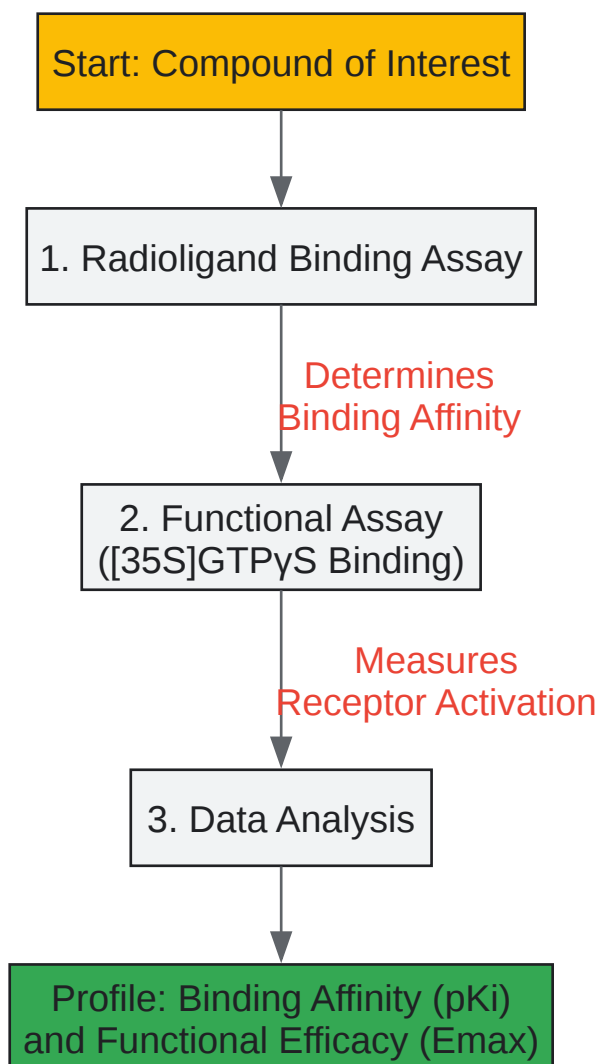 Start: Compound of Interest
1. Radioligand Binding Assay
Determines
Binding Affinity
2. Functional Assay
([35S]GTPγS Binding)
Measures
Receptor Activation
3. Data Analysis
Profile: Binding Affinity (pKi)
and Functional Efficacy (Emax)